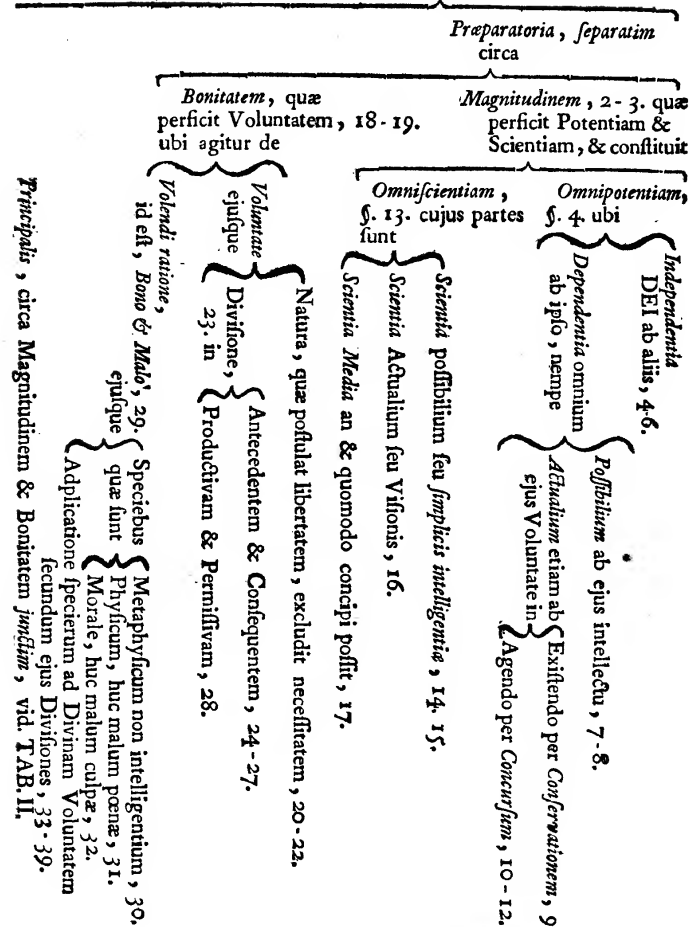 Præparatoria, ſeparatim
circa
Bonitatem, quæ
perficit Voluntatem, 18-19.
ubi agitur de
Magnitudinem, 2-3. quæ
perficit Potentiam &
Scientiam, & conſtituit
Omniſcientiam,
§. 13. cujus partes
ſunt
Omnipotentiam,
§. 4. ubi
Independentia
DEI ab aliis, 4-6.
Dependentia omnium
ab ipſo, nempe
Poſſibilium ab ejus intellectu, 7-8.
Actualium etiam ab
ejus Voluntate in
Exiſtendo per Conſervationem, 9
Agendo per Concurſum, 10-12.
Scientiâ poſſibilium ſeu ſimplicis intelligentiæ, 14. 15.
Scientia Actualium ſeu Viſionis, 16.
Scientia Media an & quomodo concipi poſſit, 17.
Voluntate
ejuſque
Natura, quæ poſtulat libertatem, excludit neceſſitatem, 20-22.
Diviſione,
23. in
Antecedentem & Conſequentem, 24-27.
Productivam & Permiſſivam, 28.
Volendi ratione,
id eſt, Bono & Malo, 29.
ejuſque
Speciebus
quæ ſunt
Metaphyſicum non intelligentium, 30.
Phyſicum, huc malum pœnæ, 31.
Morale, huc malum culpæ, 32.
Adplicatione ſpecierum ad Divinam Voluntatem
ſecundum ejus Diviſiones, 33-39.
Principalis, circa Magnitudinem & Bonitatem junctim, vid. TAB. II.